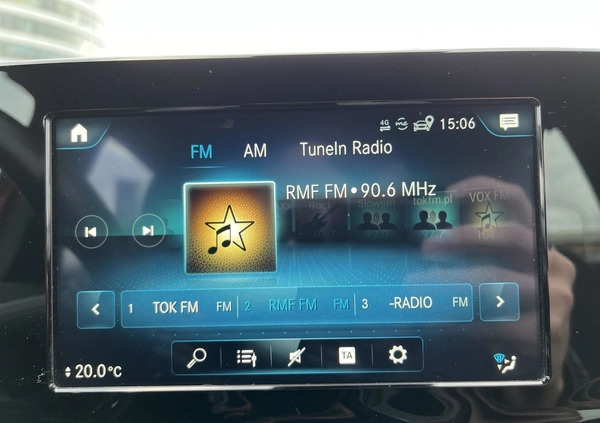 4G me 15:06
FM AM TuneIn Radio
RMF FM • 90.6 MHz
Rock tokfm.pl VOX FM
1 TOK FM FM 2 RMF FM FM 3 -RADIO FM
TA
20.0°C